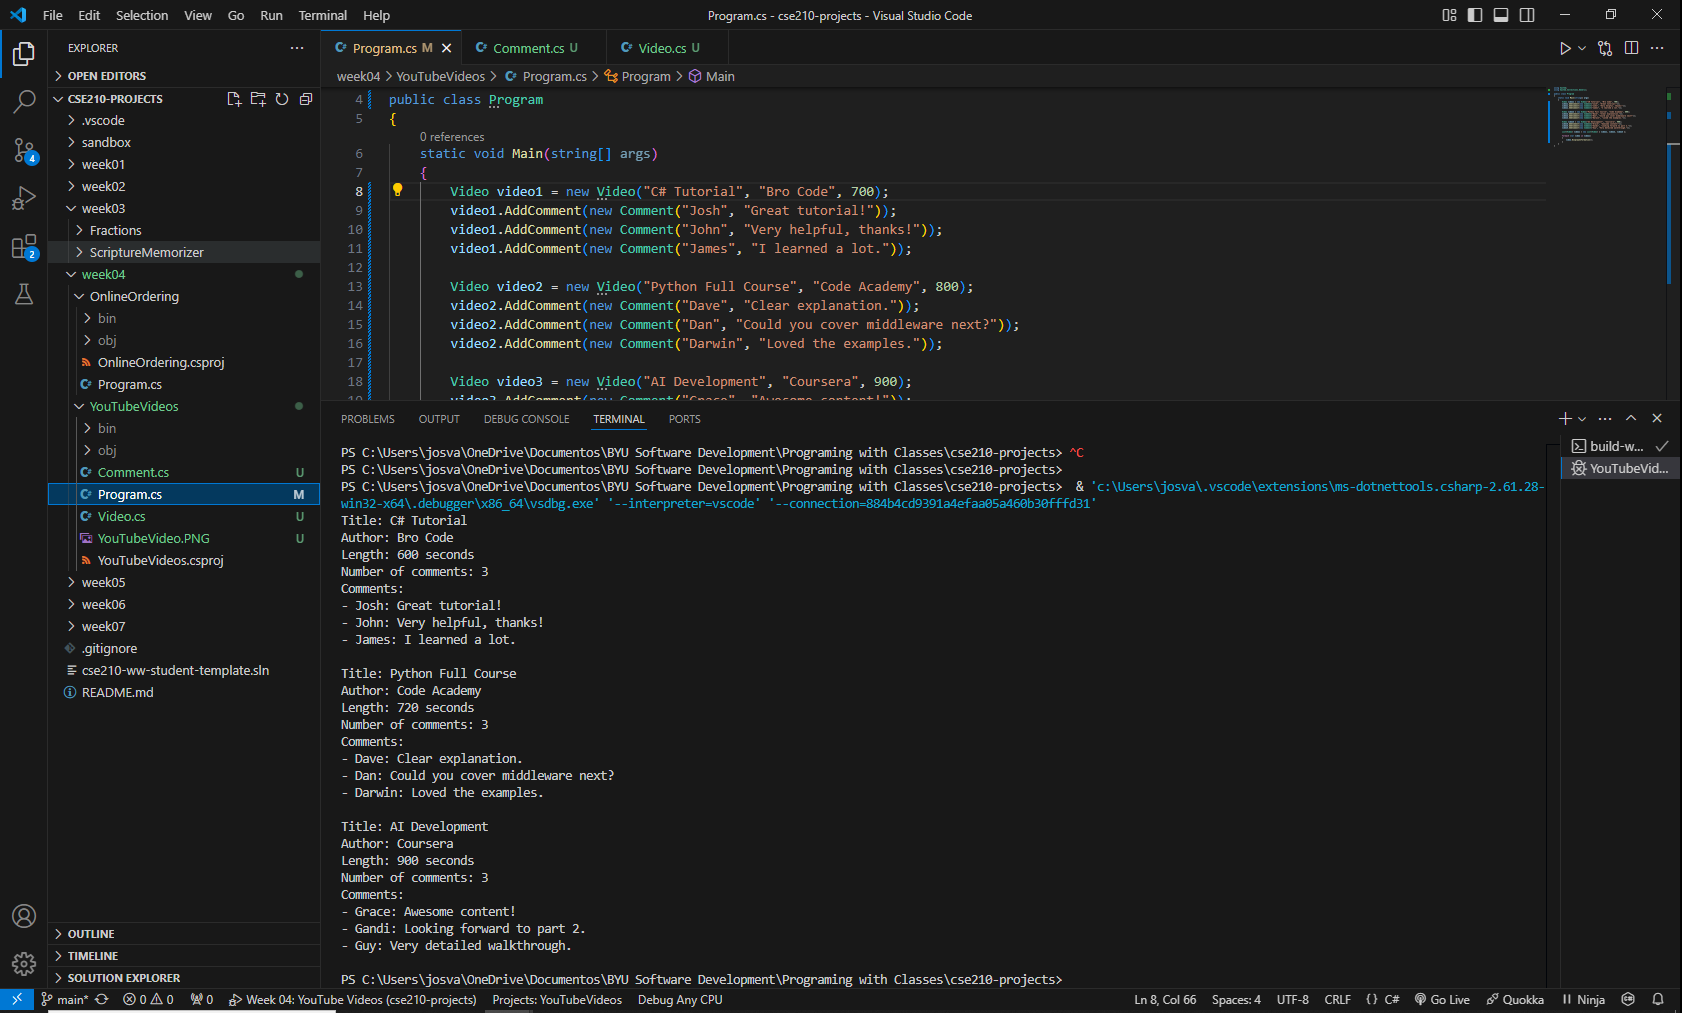 File Edit Selection View Go Run Terminal Help
Program.cs - cse210-projects - Visual Studio Code
EXPLORER
OPEN EDITORS
CSE210-PROJECTS
.vscode
sandbox
week01
week02
week03
Fractions
ScriptureMemorizer
week04
OnlineOrdering
bin
obj
OnlineOrdering.csproj
Program.cs
YouTubeVideos
bin
obj
Comment.cs U
Program.cs M
Video.cs U
YouTubeVideo.PNG U
YouTubeVideos.csproj
week05
week06
week07
.gitignore
cse210-ww-student-template.sln
README.md
OUTLINE
TIMELINE
SOLUTION EXPLORER
4
2
Program.cs M Comment.cs U Video.cs U
week04 > YouTubeVideos > Program.cs > Program > Main
4 public class Program
5 {
0 references
6 static void Main(string[] args)
7 {
8 Video video1 = new Video("C# Tutorial", "Bro Code", 700);
9 video1.AddComment(new Comment("Josh", "Great tutorial!"));
10 video1.AddComment(new Comment("John", "Very helpful, thanks!"));
11 video1.AddComment(new Comment("James", "I learned a lot."));
12
13 Video video2 = new Video("Python Full Course", "Code Academy", 800);
14 video2.AddComment(new Comment("Dave", "Clear explanation."));
15 video2.AddComment(new Comment("Dan", "Could you cover middleware next?"));
16 video2.AddComment(new Comment("Darwin", "Loved the examples."));
17
18 Video video3 = new Video("AI Development", "Coursera", 900);
19 video3.AddComment(new Comment("Grace", "Awesome content!"));
PROBLEMS OUTPUT DEBUG CONSOLE TERMINAL PORTS
build-w...
YouTubeVid...
PS C:\Users\josva\OneDrive\Documentos\BYU Software Development\Programing with Classes\cse210-projects> ^C
PS C:\Users\josva\OneDrive\Documentos\BYU Software Development\Programing with Classes\cse210-projects>
PS C:\Users\josva\OneDrive\Documentos\BYU Software Development\Programing with Classes\cse210-projects> & 'c:\Users\josva\.vscode\extensions\ms-dotnettools.csharp-2.61.28-
win32-x64\.debugger\x86_64\vsdbg.exe' '--interpreter=vscode' '--connection=884b4cd9391a4efaa05a460b30fffd31'
Title: C# Tutorial
Author: Bro Code
Length: 600 seconds
Number of comments: 3
Comments:
- Josh: Great tutorial!
- John: Very helpful, thanks!
- James: I learned a lot.
Title: Python Full Course
Author: Code Academy
Length: 720 seconds
Number of comments: 3
Comments:
- Dave: Clear explanation.
- Dan: Could you cover middleware next?
- Darwin: Loved the examples.
Title: AI Development
Author: Coursera
Length: 900 seconds
Number of comments: 3
Comments:
- Grace: Awesome content!
- Gandi: Looking forward to part 2.
- Guy: Very detailed walkthrough.
PS C:\Users\josva\OneDrive\Documentos\BYU Software Development\Programing with Classes\cse210-projects>
main* 0 0 0 Week 04: YouTube Videos (cse210-projects) Projects: YouTubeVideos Debug Any CPU Ln 8, Col 66 Spaces: 4 UTF-8 CRLF {} C# Go Live Quokka Ninja